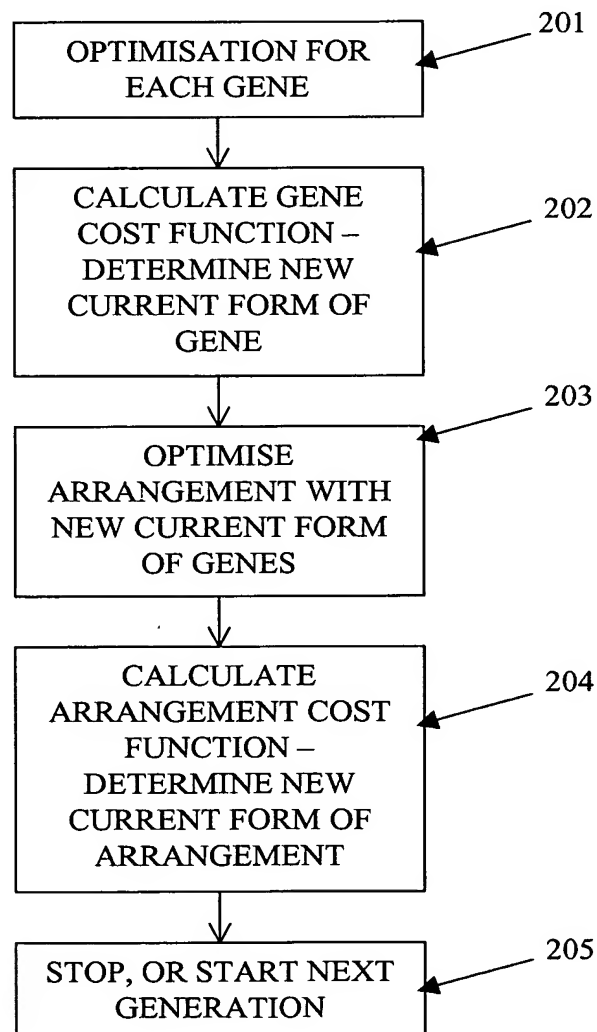 201
OPTIMISATION FOR
EACH GENE
202
CALCULATE GENE
COST FUNCTION –
DETERMINE NEW
CURRENT FORM OF
GENE
203
OPTIMISE
ARRANGEMENT WITH
NEW CURRENT FORM
OF GENES
204
CALCULATE
ARRANGEMENT COST
FUNCTION –
DETERMINE NEW
CURRENT FORM OF
ARRANGEMENT
205
STOP, OR START NEXT
GENERATION